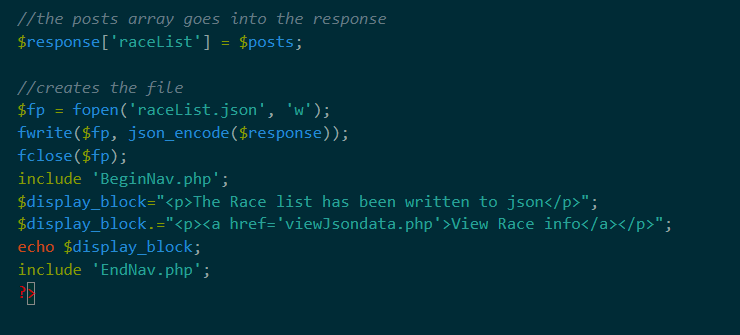 //the posts array goes into the response
$response['raceList'] = $posts;
//creates the file
$fp = fopen('raceList.json', 'w');
fwrite($fp, json_encode($response));
fclose($fp);
include 'BeginNav.php';
$display_block="<p>The Race list has been written to json</p>";
$display_block.="<p><a href='viewJsondata.php'>View Race info</a></p>";
echo $display_block;
include 'EndNav.php';
?>